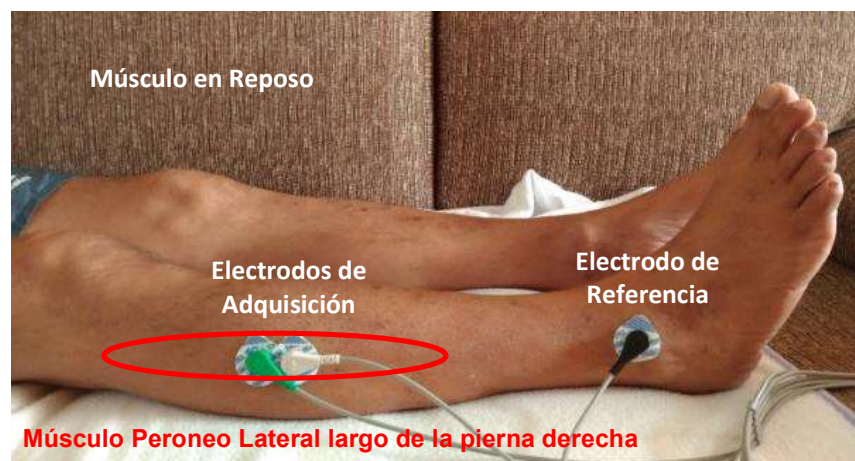 Músculo en Reposo
Electrodos de
Adquisición
Electrodo de
Referencia
Músculo Peroneo Lateral largo de la pierna derecha